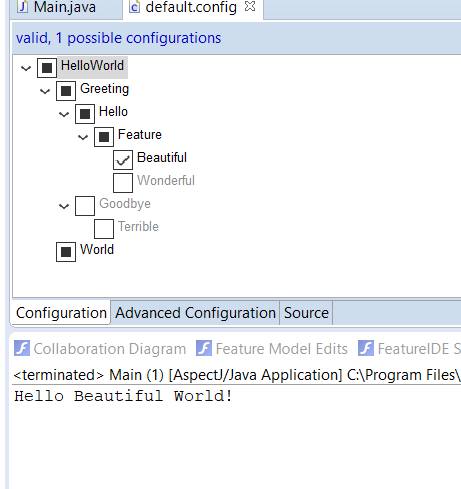 Main.java default.config
valid, 1 possible configurations
HelloWorld
Greeting
Hello
Feature
Beautiful
Wonderful
Goodbye
Terrible
World
Configuration Advanced Configuration Source
Collaboration Diagram Feature Model Edits FeatureIDE S
<terminated> Main (1) [AspectJ/Java Application] C:\Program Files\
Hello Beautiful World!